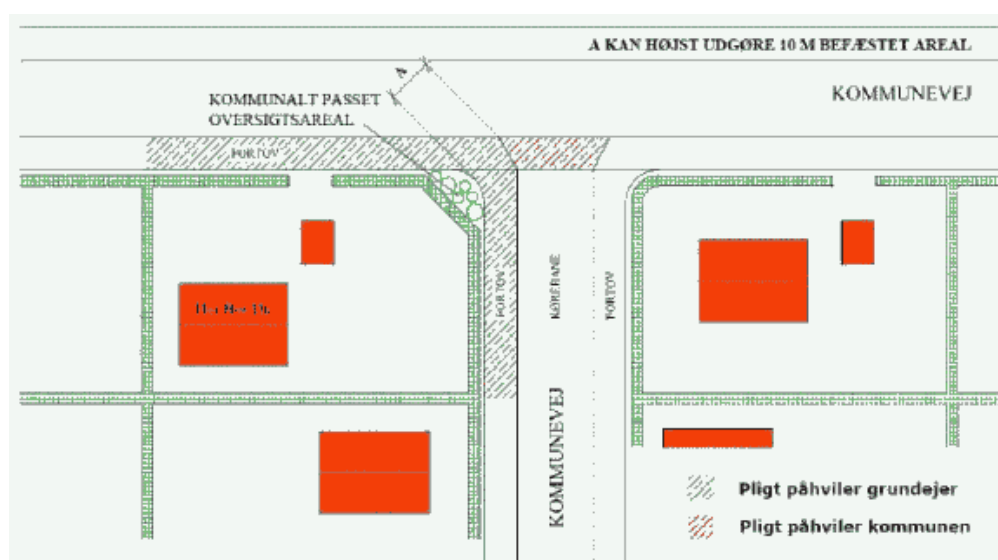 A KAN HØJST UDGØRE 10 M BEFÆSTET AREAL
KOMMUNEVEJ
A
KOMMUNALT PASSET
OVERSIGTSAREAL
FORTOV
FORTOV
KØREBANE
FORTOV
KOMMUNEVEJ
Pligt påhviler grundejer
Pligt påhviler kommunen